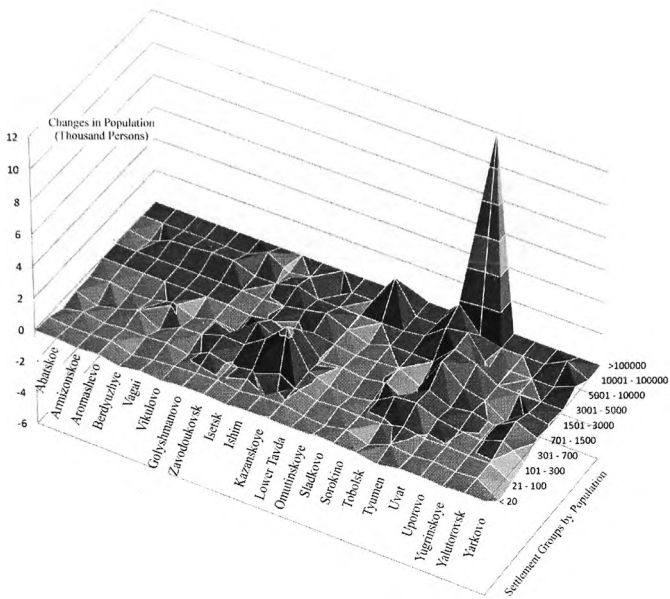 Changes in Population
(Thousand Persons)
12
10
8
6
4
2
0
-2
-4
-6
Abatskoe
Armizonskoe
Aromashevo
Berdyuzhye
Vagai
Vikulovo
Golyshmanovo
Zavodoukovsk
Isetsk
Ishim
Kazanskoye
Lower Tavda
Omutinskoye
Sladkovo
Sorokino
Tobolsk
Tyumen
Uvat
Uporovo
Yugrinskoye
Yalutorovsk
Yarkovo
>100000
10001 - 100000
5001 - 10000
3001 - 5000
1501 - 3000
701 - 1500
301 - 700
101 - 300
21 - 100
< 20
Settlement Groups by Population